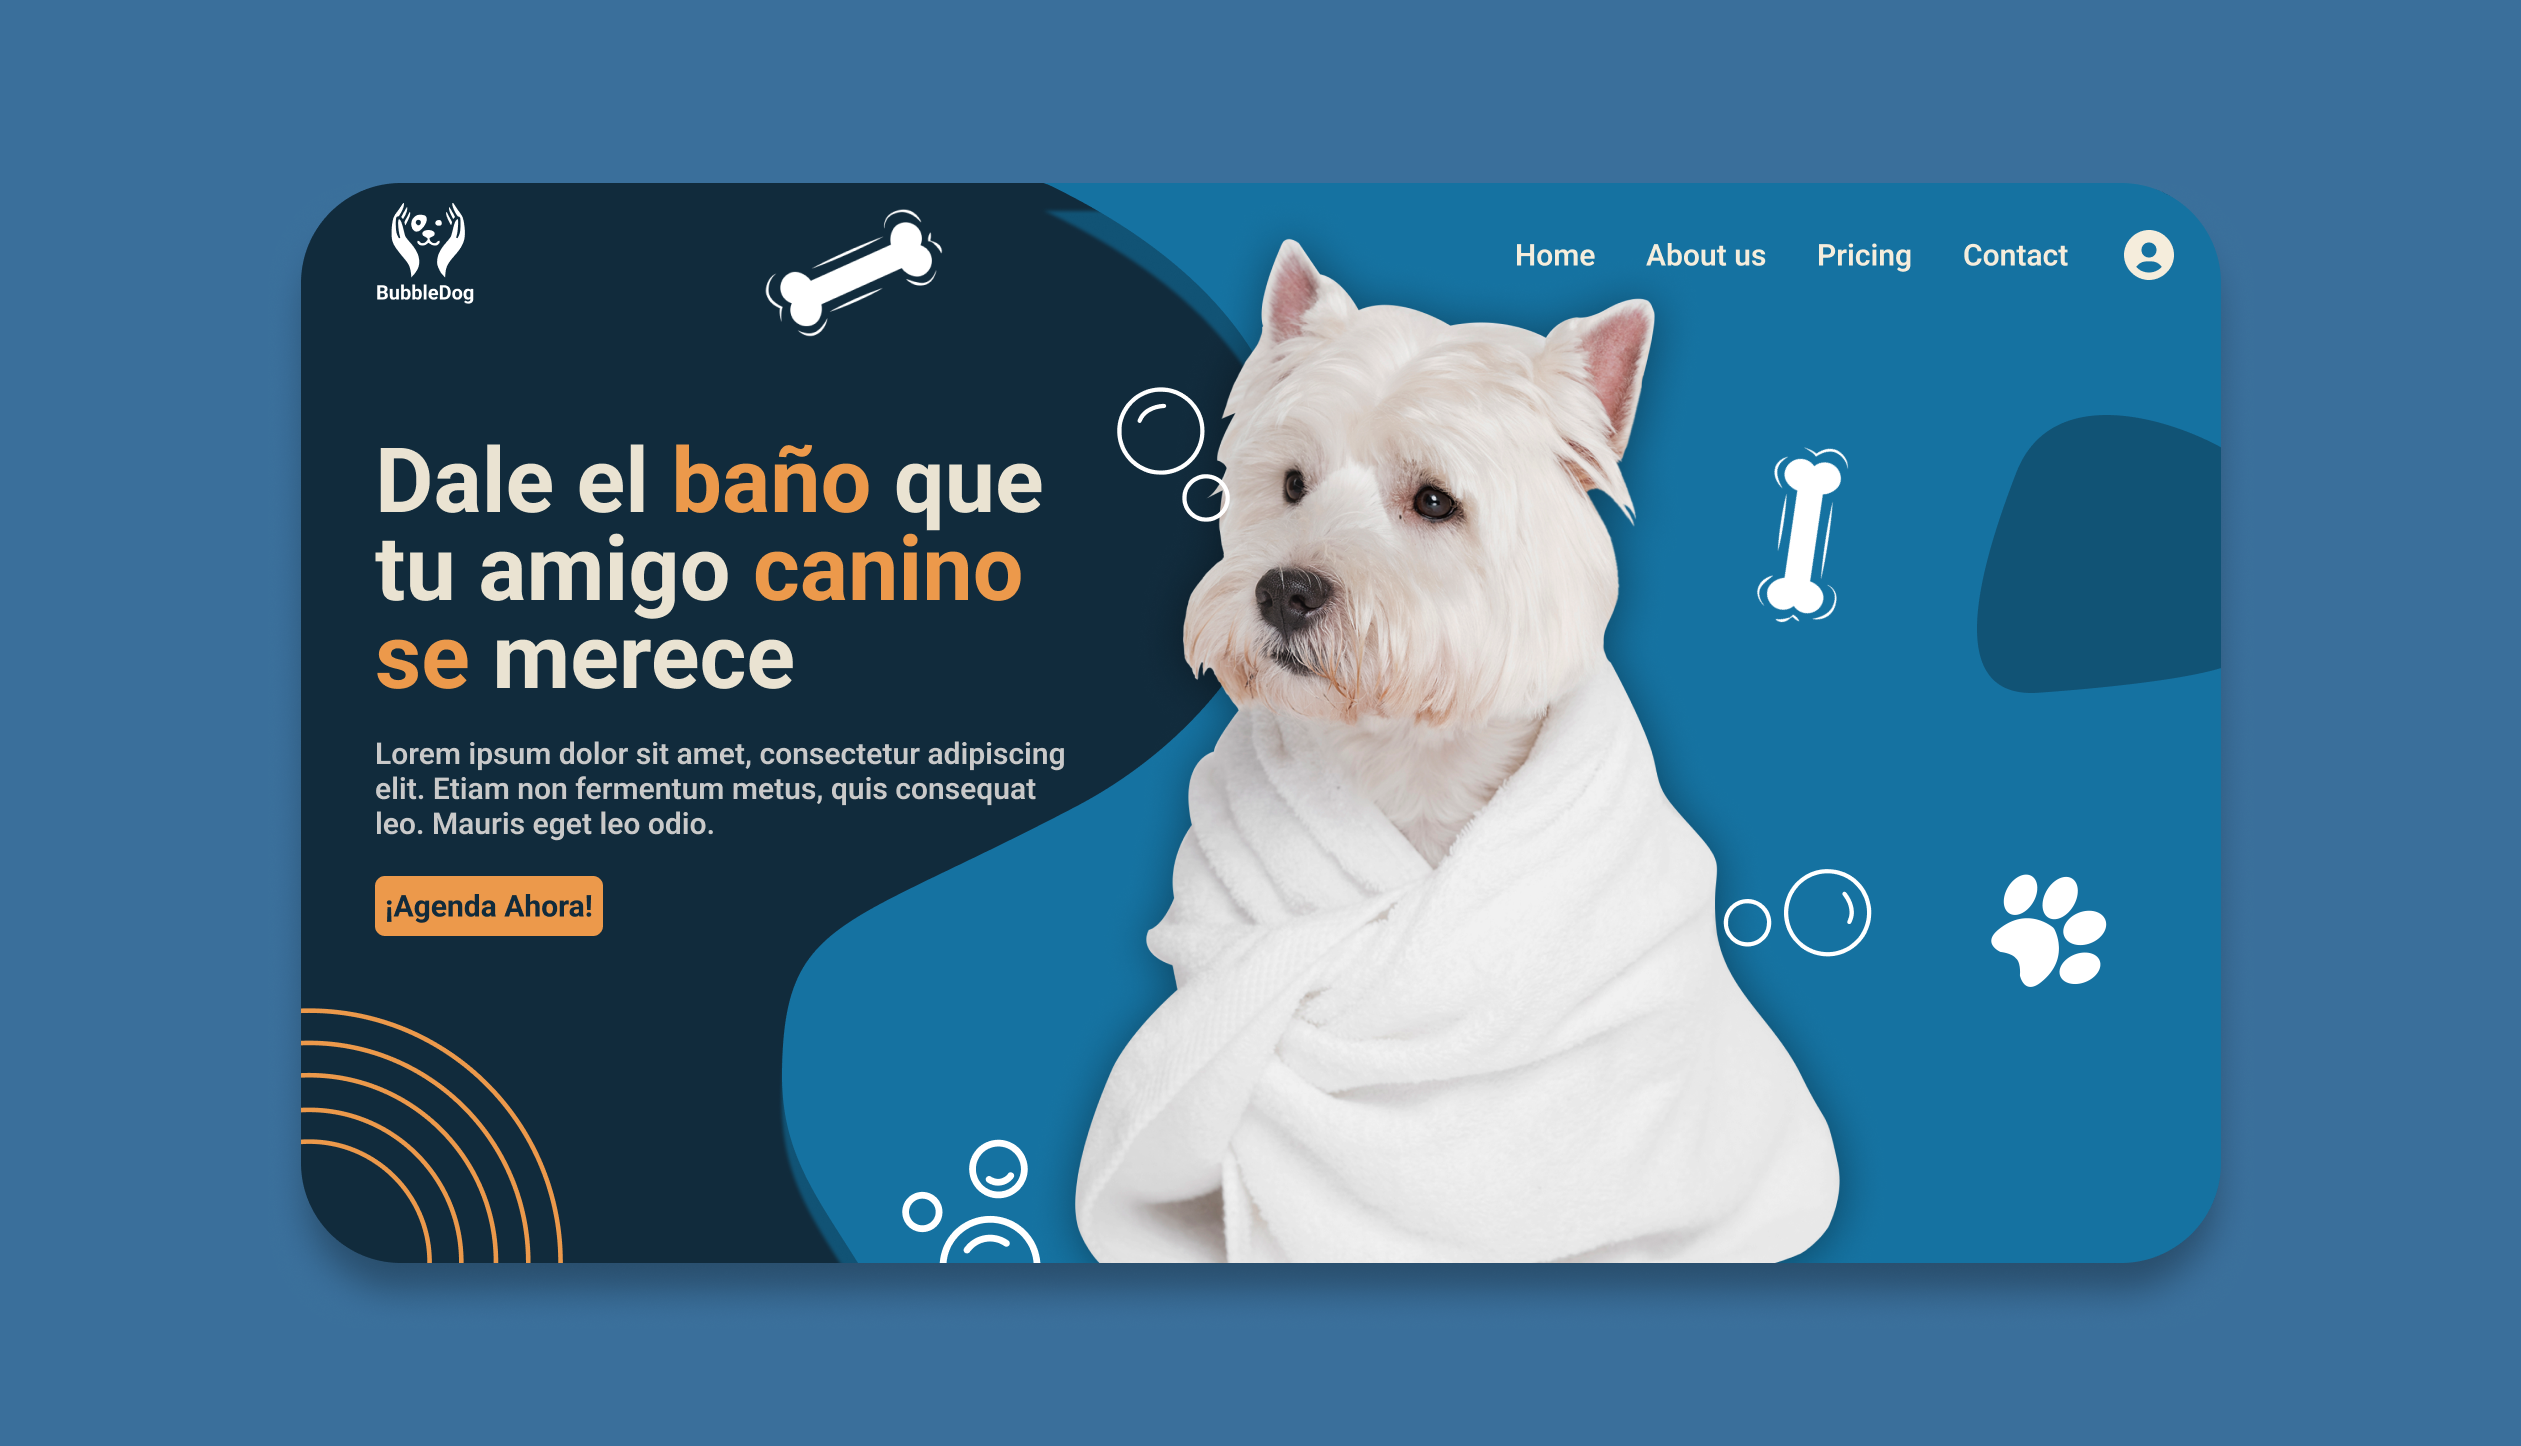 BubbleDog
Home
About us
Pricing
Contact
Dale el baño que
tu amigo canino
se merece
Lorem ipsum dolor sit amet, consectetur adipiscing
elit. Etiam non fermentum metus, quis consequat
leo. Mauris eget leo odio.
¡Agenda Ahora!